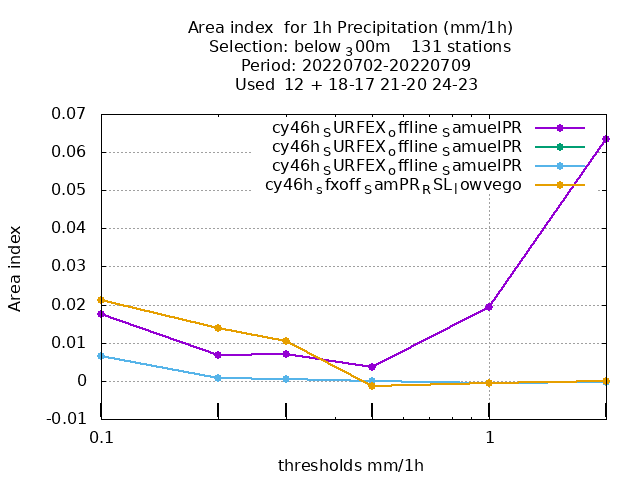 Area index  for 1h Precipitation (mm/1h)
Selection: below ₃00m    131 stations
Period: 20220702-20220709
Used  12 + 18-17 21-20 24-23
0.07
0.06
0.05
0.04
0.03
0.02
0.01
0
-0.01
Area index
cy46h_SURFEX_offline_SamuelPR
cy46h_SURFEX_offline_SamuelPR
cy46h_SURFEX_offline_SamuelPR
cy46h_sfxoff_SamPR_RSL_lowvego
0.1
1
thresholds mm/1h